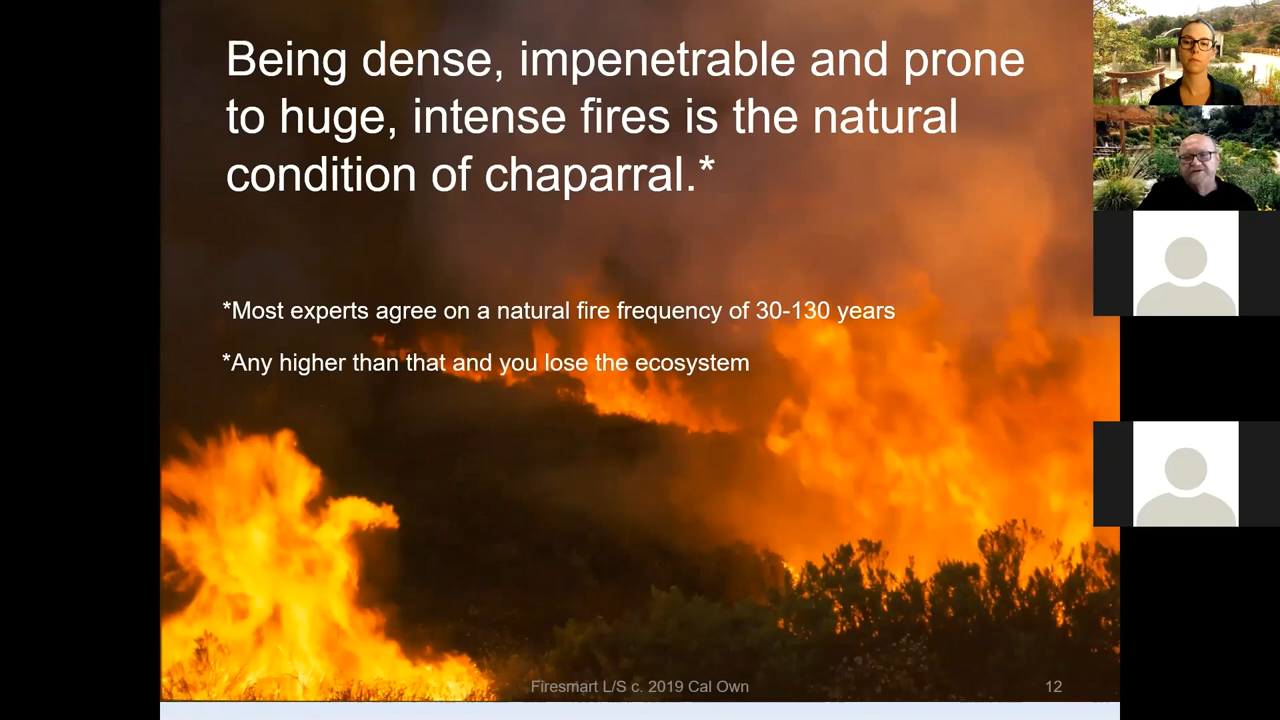 Being dense, impenetrable and prone
to huge, intense fires is the natural
condition of chaparral.*
*Most experts agree on a natural fire frequency of 30-130 years
*Any higher than that and you lose the ecosystem
Firesmart L/S c. 2019 Cal Own
12